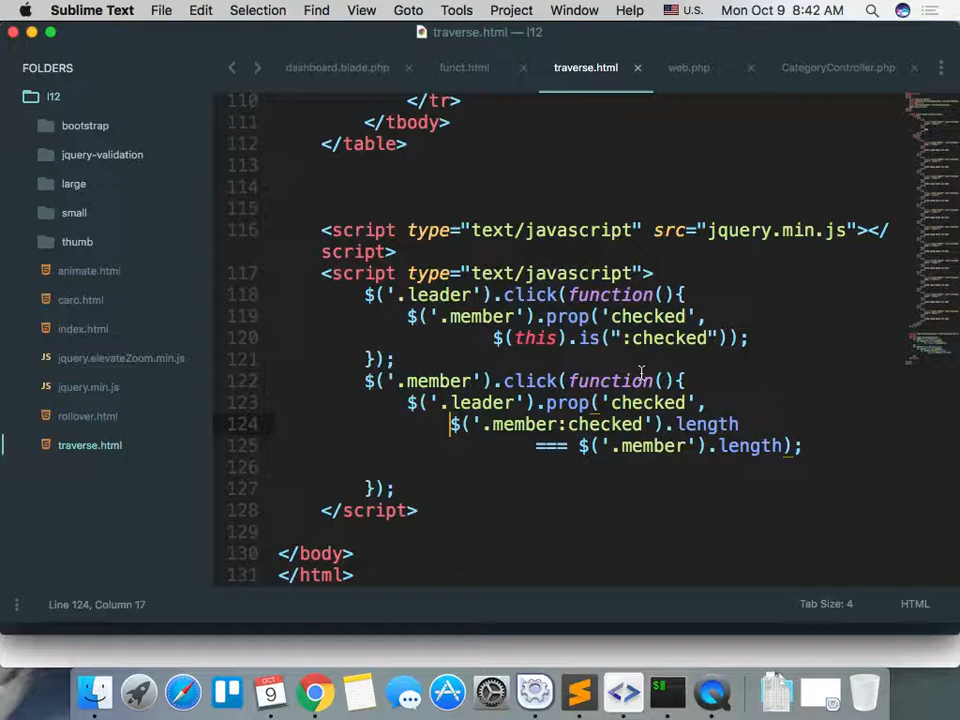 Sublime Text File Edit Selection Find View Goto Tools Project Window Help U.S. Mon Oct 9 8:42 AM
traverse.html — l12
FOLDERS
l12
bootstrap
jquery-validation
large
small
thumb
animate.html
caro.html
index.html
jquery.elevateZoom.min.js
jquery.min.js
rollover.html
traverse.html
dashboard.blade.php × funct.html × traverse.html × web.php × CategoryController.php ×
110 </tr>
111 </tbody>
112 </table>
113
114
115
116 <script type="text/javascript" src="jquery.min.js"></
script>
117 <script type="text/javascript">
118 $('.leader').click(function(){
119 $('.member').prop('checked',
120 $(this).is(":checked"));
121 });
122 $('.member').click(function(){
123 $('.leader').prop('checked',
124 $('.member:checked').length
125 === $('.member').length);
126
127 });
128 </script>
129
130 </body>
131 </html>
Line 124, Column 17 Tab Size: 4 HTML
OCT
9